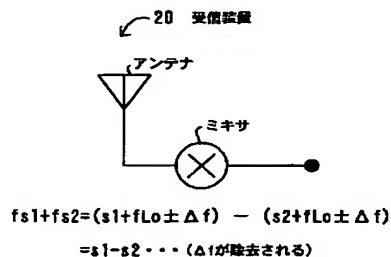 20 受信装置
アンテナ
ミキサ
fs1+fs2=(s1+fLo±Δf) − (s2+fLo±Δf)
=s1−s2・・・(Δfが除去される)